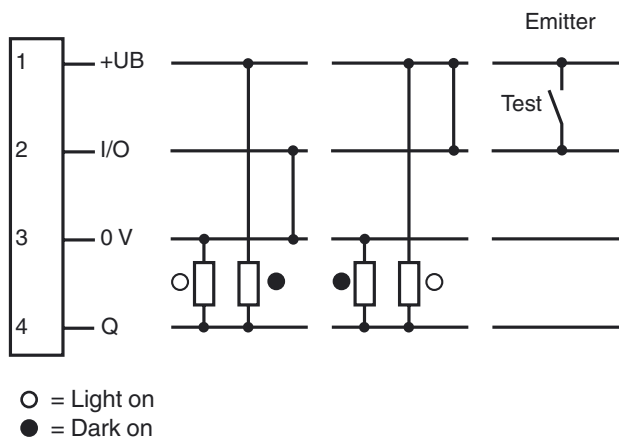 Emitter
1 +UB
Test
2 I/O
3 0 V
4 Q
= Light on
= Dark on